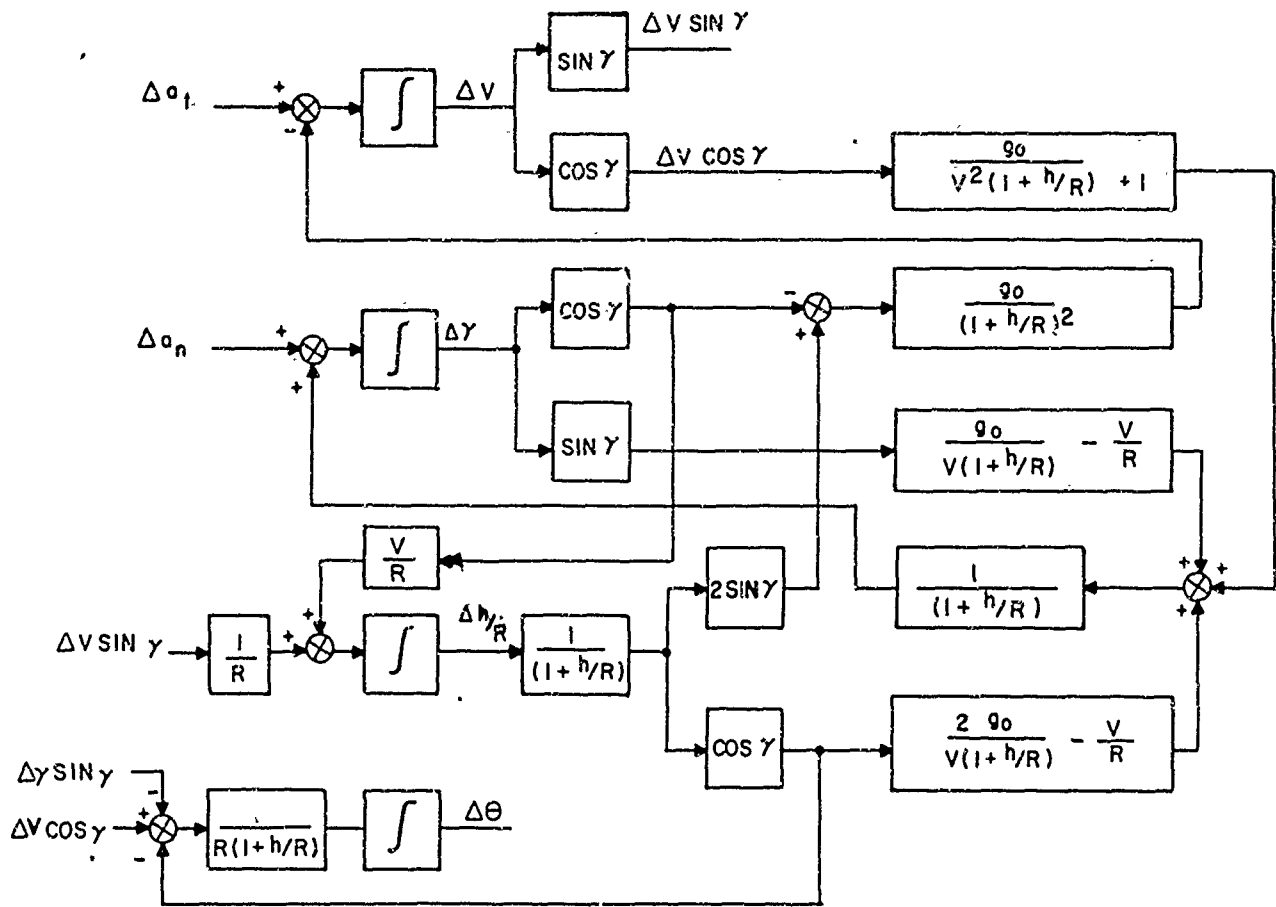 ΔV SIN γ
SIN γ
Δa_t
+
−
∫
ΔV
COS γ
ΔV COS γ
g0 / V²(1+h/R) + 1
Δa_n
+
+
∫
Δγ
COS γ
−
+
g0 / (1+h/R)²
SIN γ
g0 / V(1+h/R) − V/R
V/R
2 SIN γ
1 / (1+h/R)
+ +
+
ΔV SIN γ
1/R
+
+
∫
Δh/R
1 / (1+h/R)
COS γ
2 g0 / V(1+h/R) − V/R
Δγ SIN γ
−
ΔV COS γ
+
−
1 / R(1+h/R)
∫
Δθ